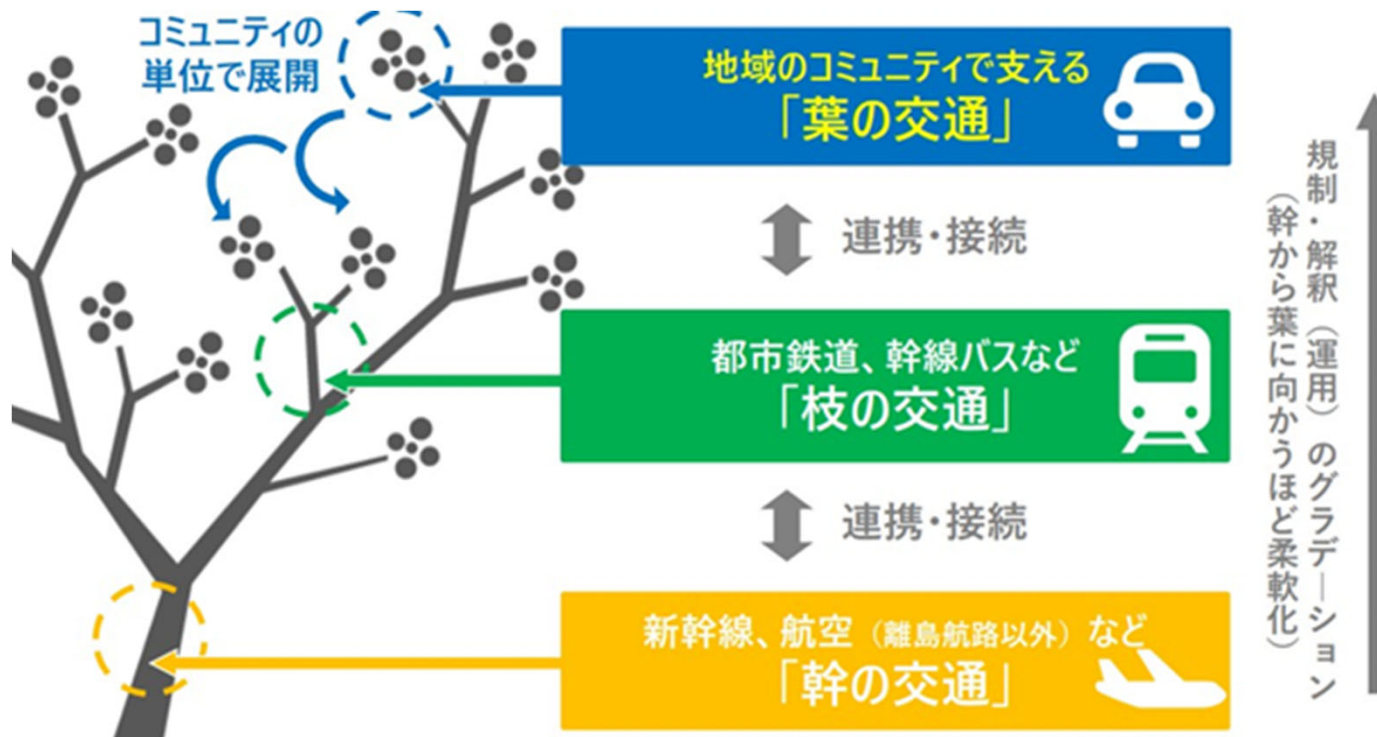 コミュニティの
単位で展開
地域のコミュニティで支える
「葉の交通」
連携・接続
都市鉄道、幹線バスなど
「枝の交通」
連携・接続
新幹線、航空（離島航路以外）など
「幹の交通」
規制・解釈（運用）のグラデーション
（幹から葉に向かうほど柔軟化）